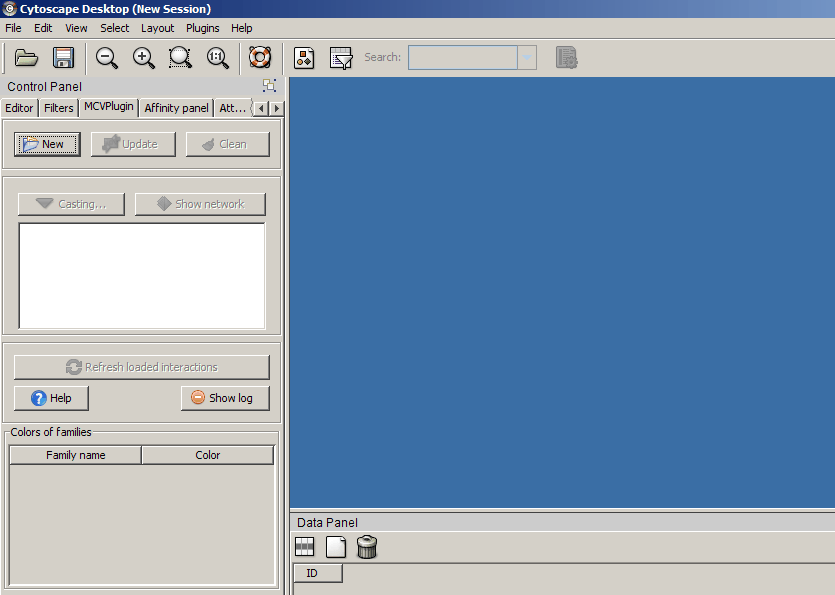 Cytoscape Desktop (New Session)
File Edit View Select Layout Plugins Help
1:1 Search:
Control Panel
Editor Filters MCVPlugin Affinity panel Att...
New Update Clean
Casting... Show network
Refresh loaded interactions
Help Show log
Colors of families
Family name Color
Data Panel
ID